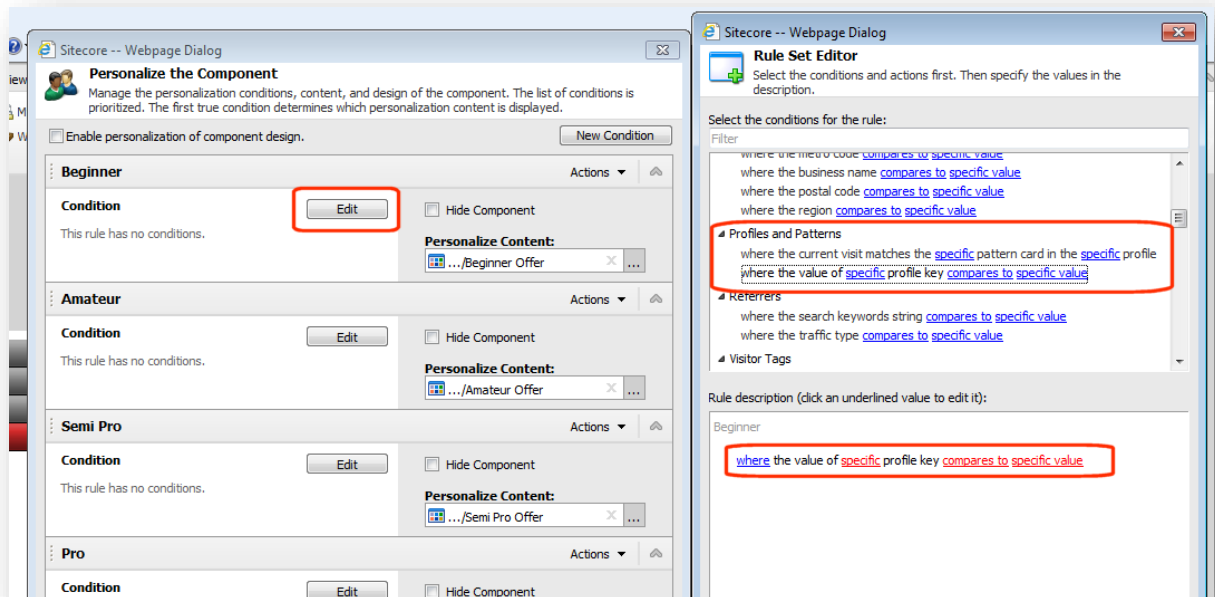 iew
M
W
Sitecore -- Webpage Dialog
Personalize the Component
Manage the personalization conditions, content, and design of the component. The list of conditions is
prioritized. The first true condition determines which personalization content is displayed.
Enable personalization of component design.
New Condition
Beginner
Actions
Condition
Edit
Hide Component
This rule has no conditions.
Personalize Content:
.../Beginner Offer
...
Amateur
Actions
Condition
Edit
Hide Component
This rule has no conditions.
Personalize Content:
.../Amateur Offer
...
Semi Pro
Actions
Condition
Edit
Hide Component
This rule has no conditions.
Personalize Content:
.../Semi Pro Offer
...
Pro
Actions
Condition
Edit
Hide Component
Sitecore -- Webpage Dialog
Rule Set Editor
Select the conditions and actions first. Then specify the values in the
description.
Select the conditions for the rule:
Filter
where the metro code compares to specific value
where the business name compares to specific value
where the postal code compares to specific value
where the region compares to specific value
Profiles and Patterns
where the current visit matches the specific pattern card in the specific profile
where the value of specific profile key compares to specific value
Referrers
where the search keywords string compares to specific value
where the traffic type compares to specific value
Visitor Tags
Rule description (click an underlined value to edit it):
Beginner
where the value of specific profile key compares to specific value